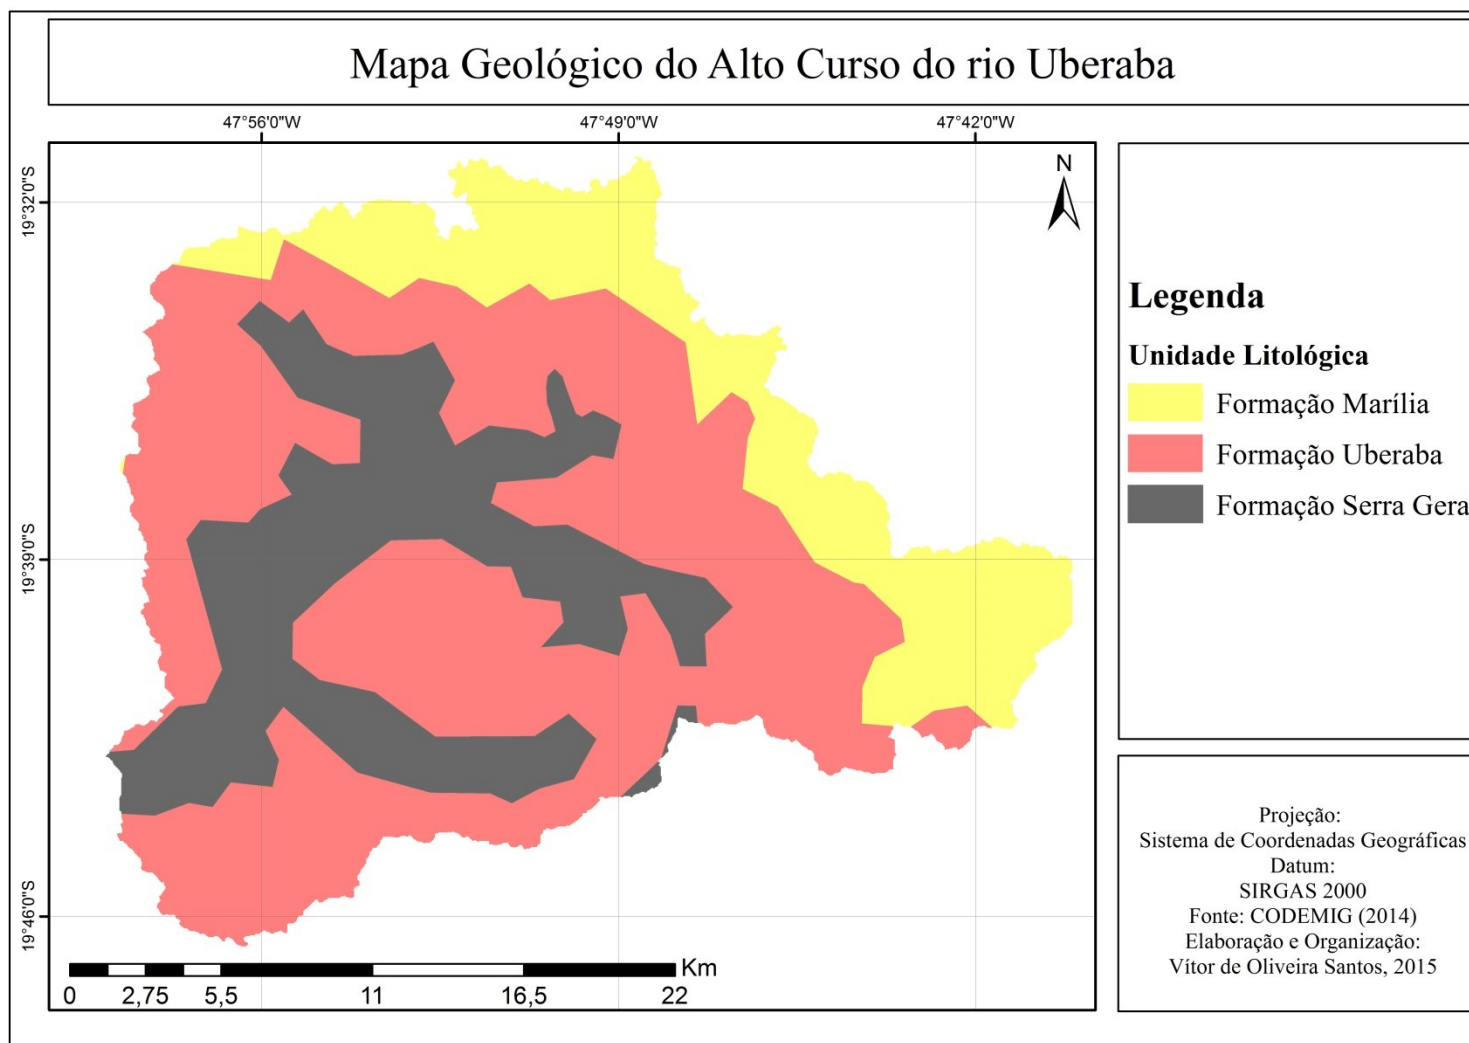 Mapa Geológico do Alto Curso do rio Uberaba
47°56'0"W 47°49'0"W 47°42'0"W
19°32'0"S
19°39'0"S
19°46'0"S
N
0 2,75 5,5 11 16,5 22
Km
Legenda
Unidade Litológica
Formação Marília
Formação Uberaba
Formação Serra Gera
Projeção:
Sistema de Coordenadas Geográficas
Datum:
SIRGAS 2000
Fonte: CODEMIG (2014)
Elaboração e Organização:
Vítor de Oliveira Santos, 2015